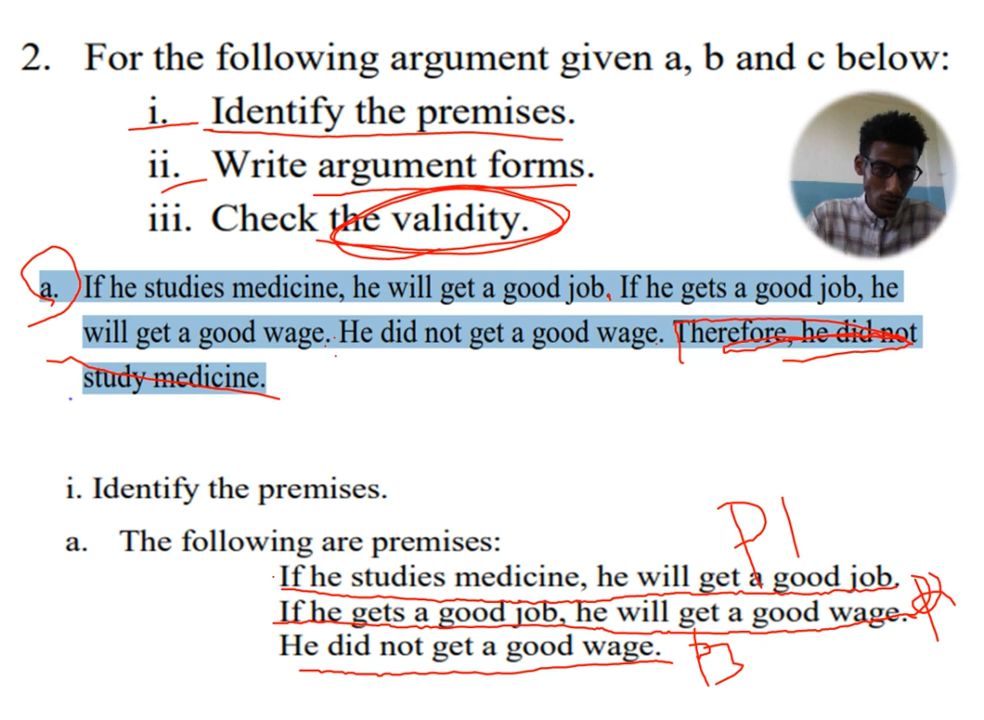 2. For the following argument given a, b and c below:
i. Identify the premises.
ii. Write argument forms.
iii. Check the validity.
a. If he studies medicine, he will get a good job. If he gets a good job, he
will get a good wage. He did not get a good wage. Therefore, he did not
study medicine.
i. Identify the premises.
P1
a. The following are premises:
If he studies medicine, he will get a good job.
If he gets a good job, he will get a good wage.
He did not get a good wage.